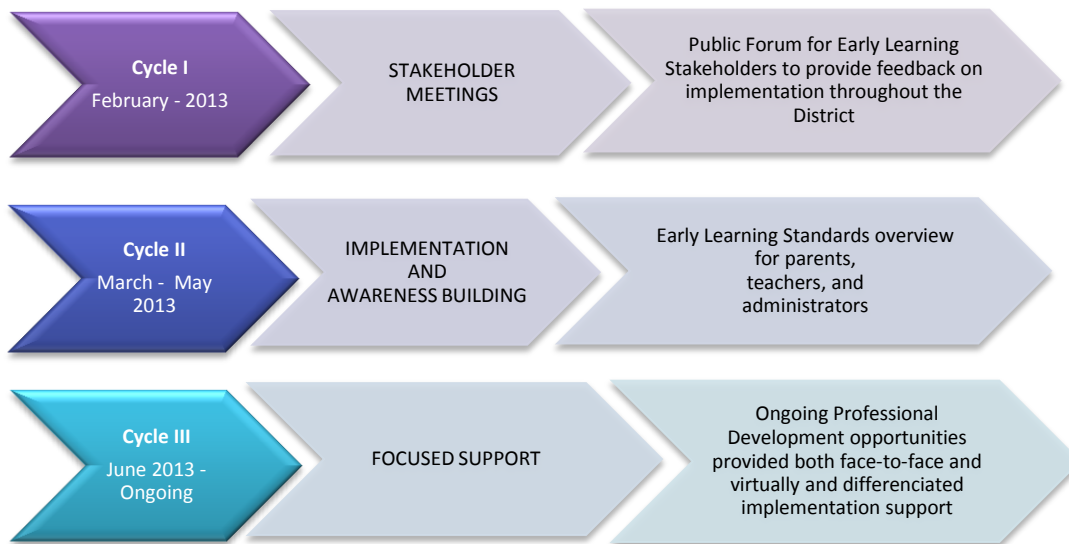 Cycle I
February - 2013
STAKEHOLDER
MEETINGS
Public Forum for Early Learning
Stakeholders to provide feedback on
implementation throughout the
District
Cycle II
March - May
2013
IMPLEMENTATION
AND
AWARENESS BUILDING
Early Learning Standards overview
for parents,
teachers, and
administrators
Cycle III
June 2013 -
Ongoing
FOCUSED SUPPORT
Ongoing Professional
Development opportunities
provided both face-to-face and
virtually and differenciated
implementation support